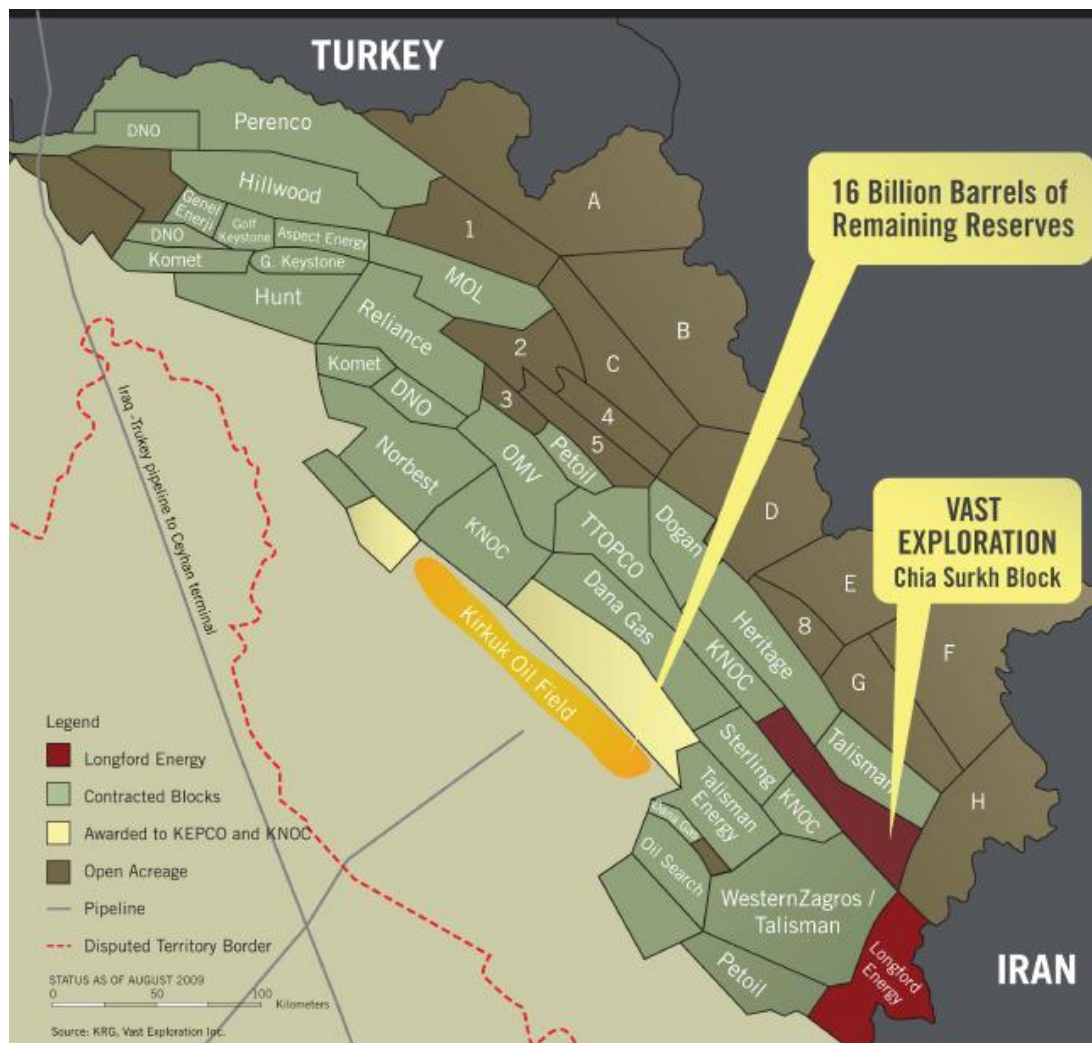 TURKEY
DNO
Perenco
Hillwood
Genel
Enerji
Golf
Keystone
Aspect Energy
DNO
Komet
G. Keystone
Hunt
MOL
Reliance
Komet
DNO
Norbest
OMV
Petoil
KNOC
TTOPCO
Dogan
Dana Gas
KNOC
Heritage
Sterling
KNOC
Talisman
Talisman
Energy
Dana Gas
Oil Search
WesternZagros /
Talisman
Petoil
Longford
Energy
1
2
3
4
5
8
A
B
C
D
E
F
G
H
16 Billion Barrels of
Remaining Reserves
VAST
EXPLORATION
Chia Surkh Block
Kirkuk Oil Field
Iraq -Trukey pipeline to Ceyhan terminal
IRAN
Legend
Longford Energy
Contracted Blocks
Awarded to KEPCO and KNOC
Open Acreage
Pipeline
Disputed Territory Border
STATUS AS OF AUGUST 2009
0 50 100
Kilometers
Source: KRG, Vast Exploration Inc.